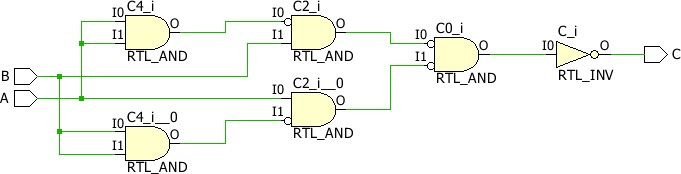 C4_i
I0
O
I1
RTL_AND
C2_i
I0
O
I1
RTL_AND
C0_i
I0
O
I1
RTL_AND
C_i
I0
O
RTL_INV
C
B
A
C2_i__0
I0
O
I1
RTL_AND
C4_i__0
I0
O
I1
RTL_AND